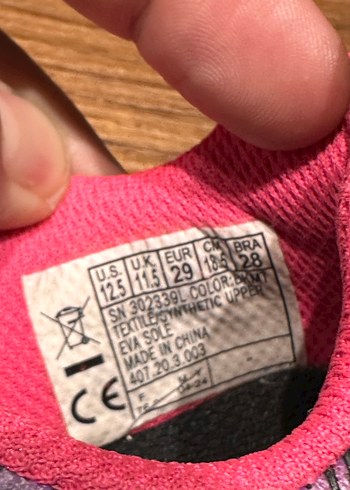 U.S. U.K EUR CM BRA
12.5 11.5 29 18.5 28
SN 302339L COLOR:
TEXTILE/SYNTHETIC UPPER
EVA SOLE
MADE IN CHINA
407.20.3.003
CE